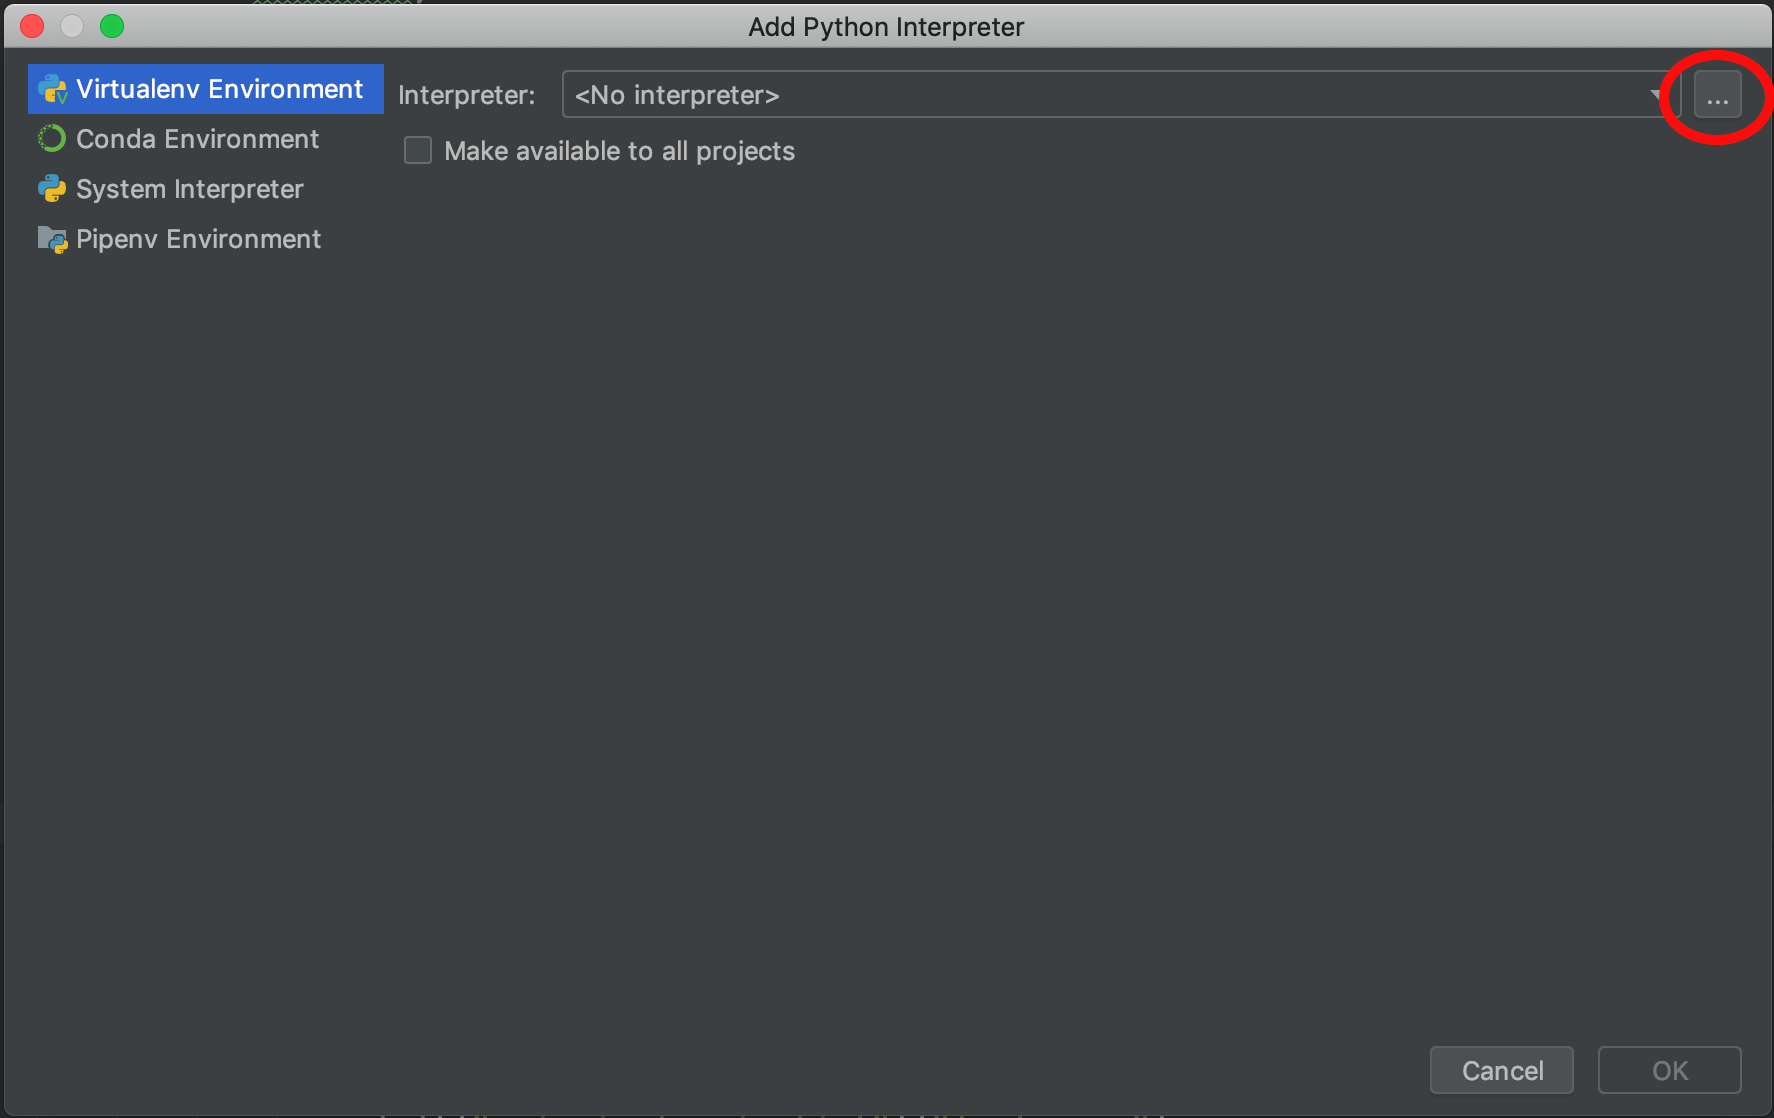 Add Python Interpreter
Virtualenv Environment
Conda Environment
System Interpreter
Pipenv Environment
Interpreter: <No interpreter> ...
Make available to all projects
Cancel OK